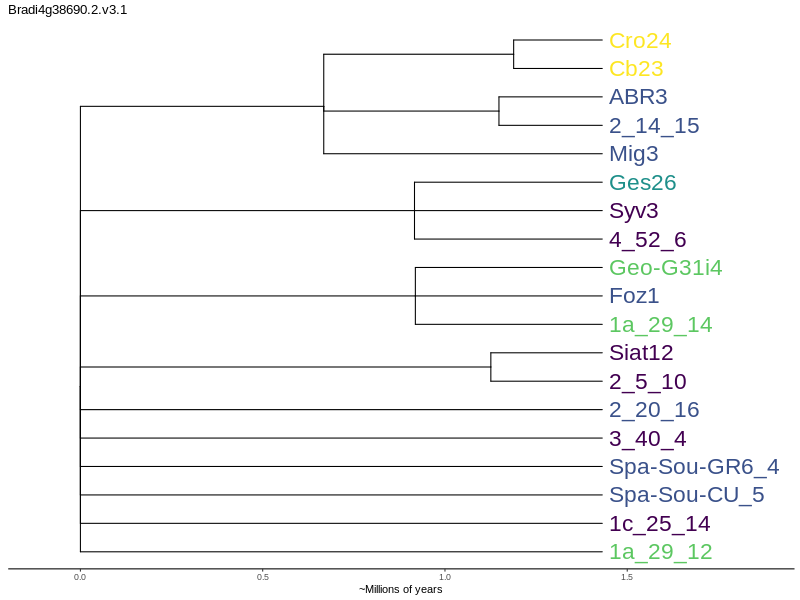 Bradi4g38690.2.v3.1
Cro24
Cb23
ABR3
2_14_15
Mig3
Ges26
Syv3
4_52_6
Geo-G31i4
Foz1
1a_29_14
Siat12
2_5_10
2_20_16
3_40_4
Spa-Sou-GR6_4
Spa-Sou-CU_5
1c_25_14
1a_29_12
0.0 0.5 1.0 1.5
~Millions of years